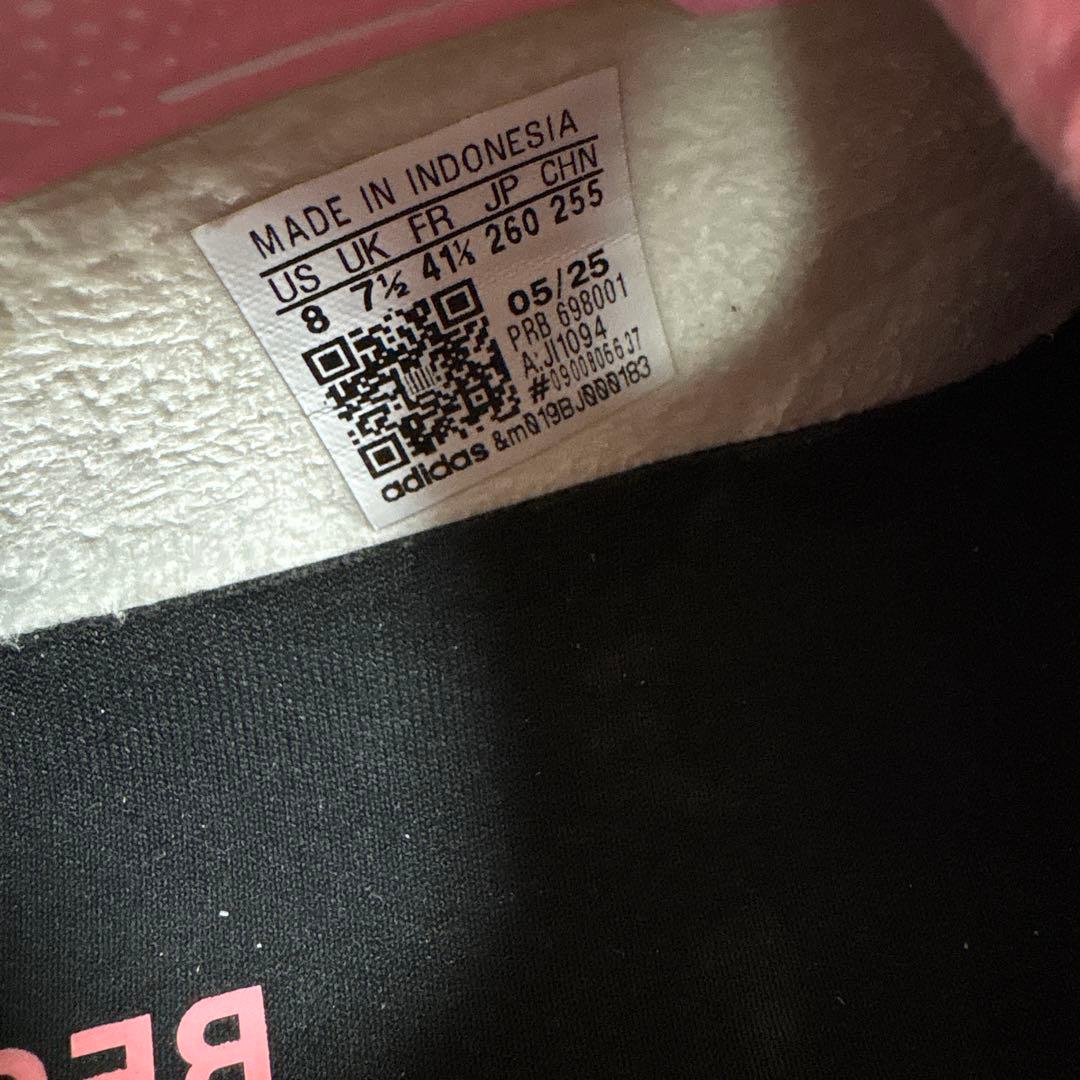 MADE IN INDONESIA
US UK FR JP CHN
8 7½ 41⅓ 260 255
05/25
PRB 698001
A:JI1094
#0900806637
adidas &m019BJ000183